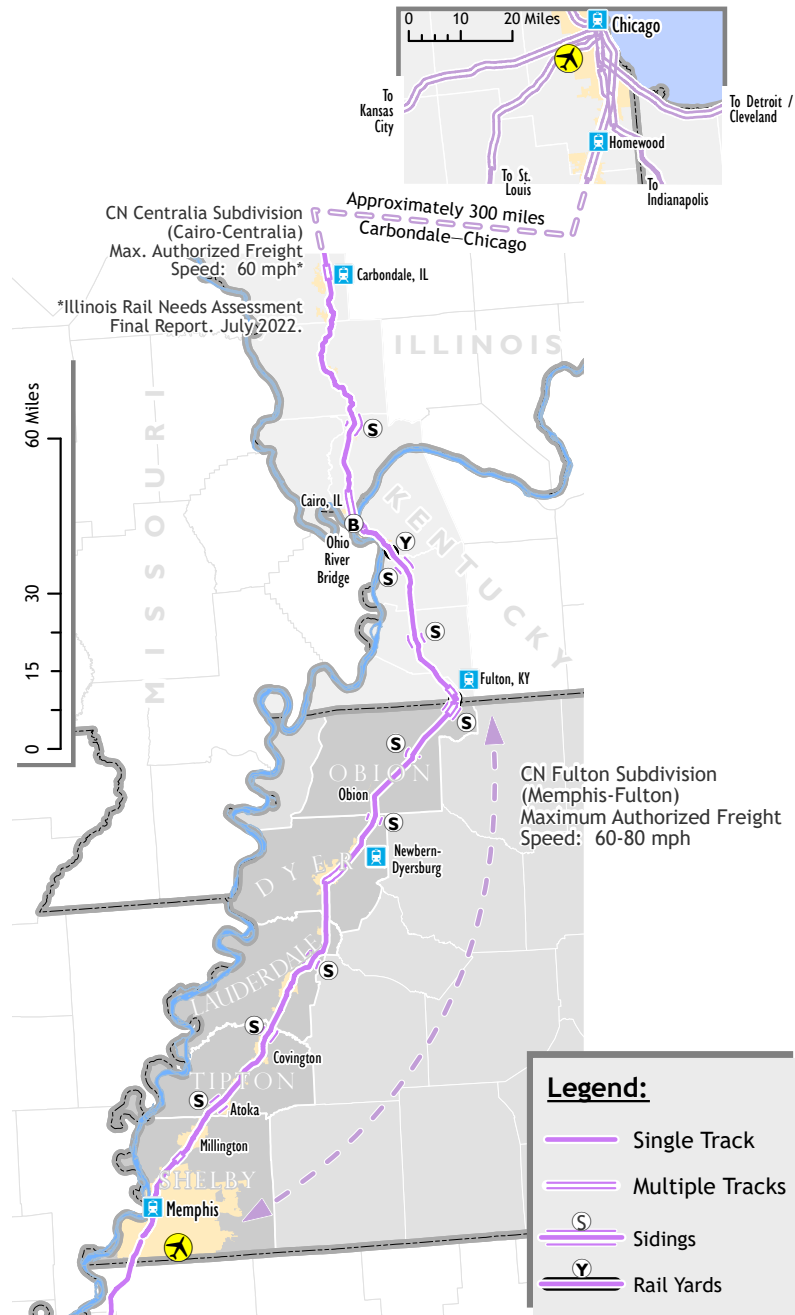 0 10 20 Miles
Chicago
To
Kansas
City
To Detroit /
Cleveland
Homewood
To St.
Louis
To
Indianapolis
Approximately 300 miles
Carbondale—Chicago
CN Centralia Subdivision
(Cairo-Centralia)
Max. Authorized Freight
Speed: 60 mph*
Carbondale, IL
*Illinois Rail Needs Assessment
Final Report. July 2022.
ILLINOIS
MISSOURI
KENTUCKY
60 Miles
30
15
0
S
Cairo, IL
B
Ohio
River
Bridge
Y
S
S
Fulton, KY
S
S
OBION
Obion
CN Fulton Subdivision
(Memphis-Fulton)
Maximum Authorized Freight
Speed: 60-80 mph
S
Newbern-
Dyersburg
DYER
LAUDERDALE
S
S
Covington
TIPTON
S
Atoka
Millington
SHELBY
Memphis
Legend:
Single Track
Multiple Tracks
S
Sidings
Y
Rail Yards